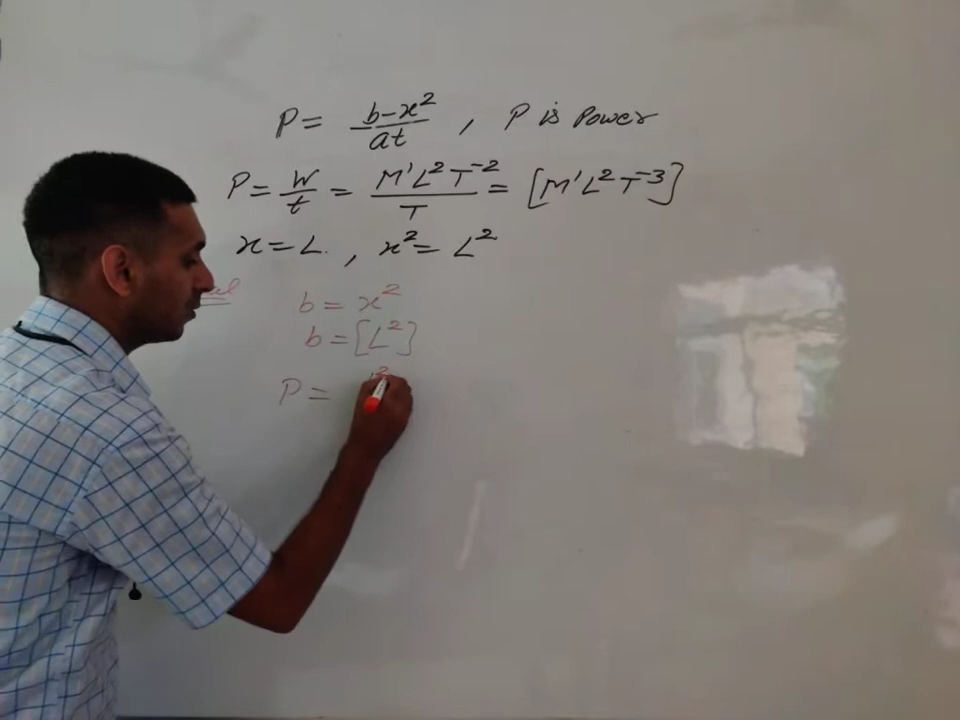 P = b-x² / at , P is Power
P = W/t = M¹L²T⁻² / T = [M¹L²T⁻³]
x = L , x² = L²
b = x²
b = [L²]
P =